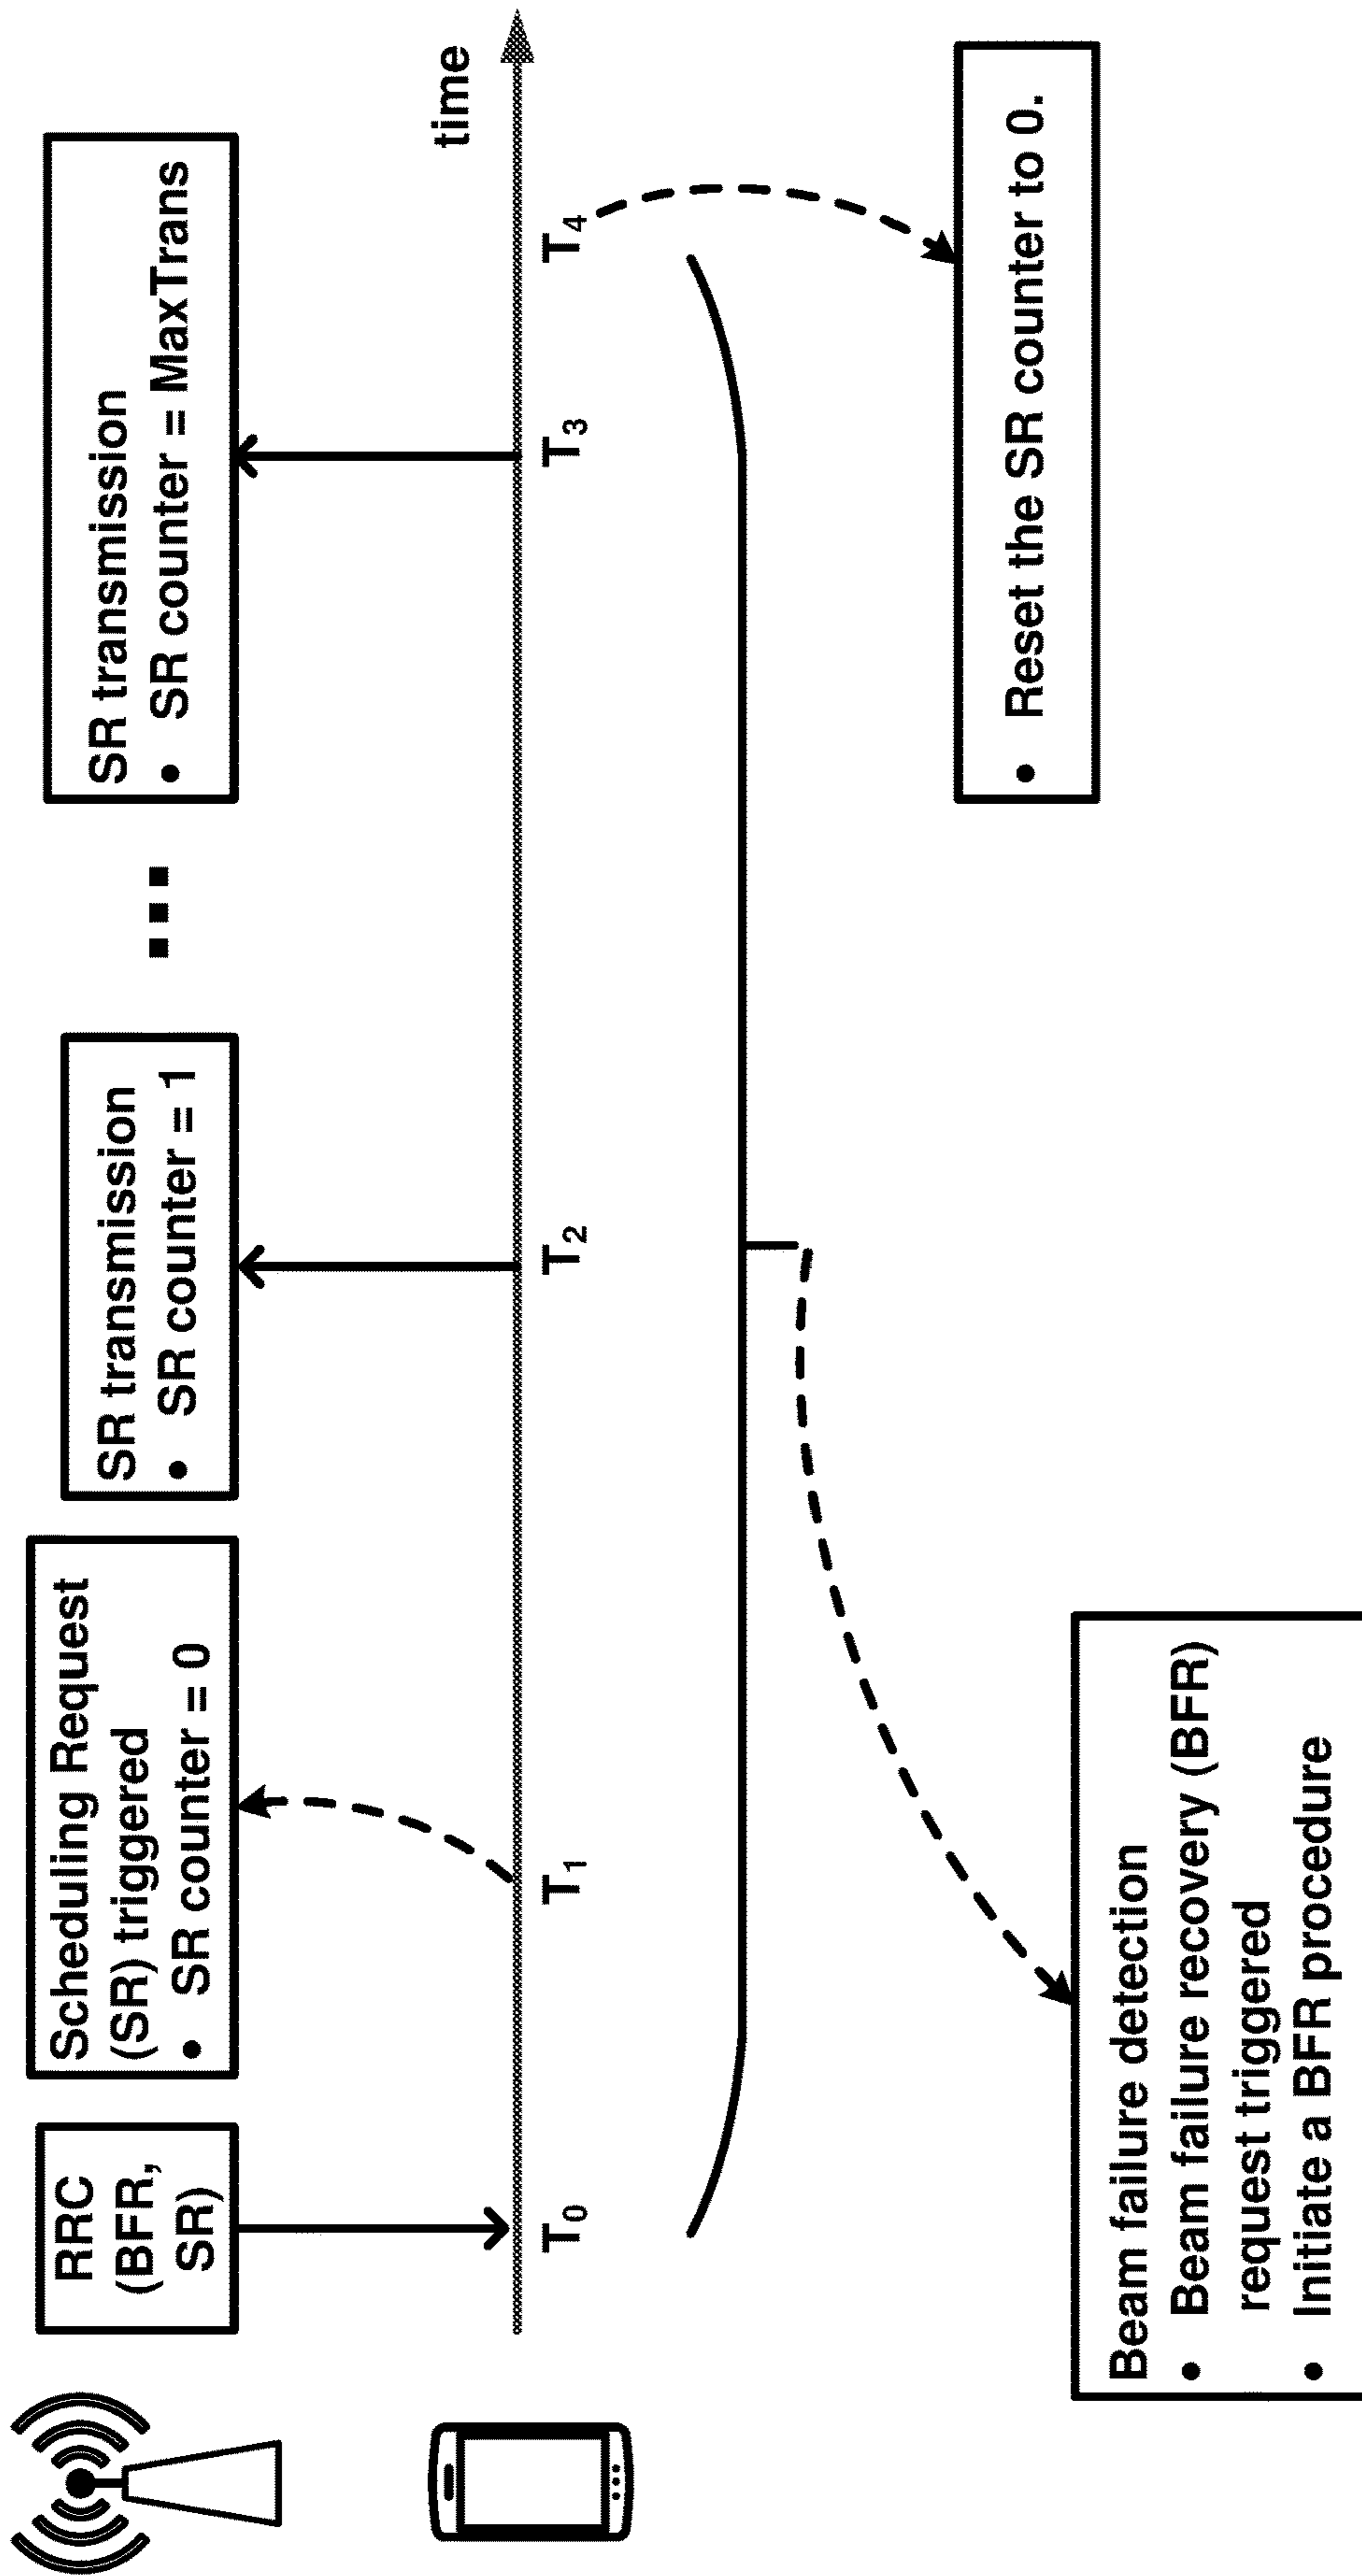 RRC
(BFR,
SR)
Scheduling Request
(SR) triggered
• SR counter = 0
SR transmission
• SR counter = 1
...
SR transmission
• SR counter = MaxTrans
time
T₀
T₁
T₂
T₃
T₄
Beam failure detection
• Beam failure recovery (BFR)
request triggered
• Initiate a BFR procedure
• Reset the SR counter to 0.